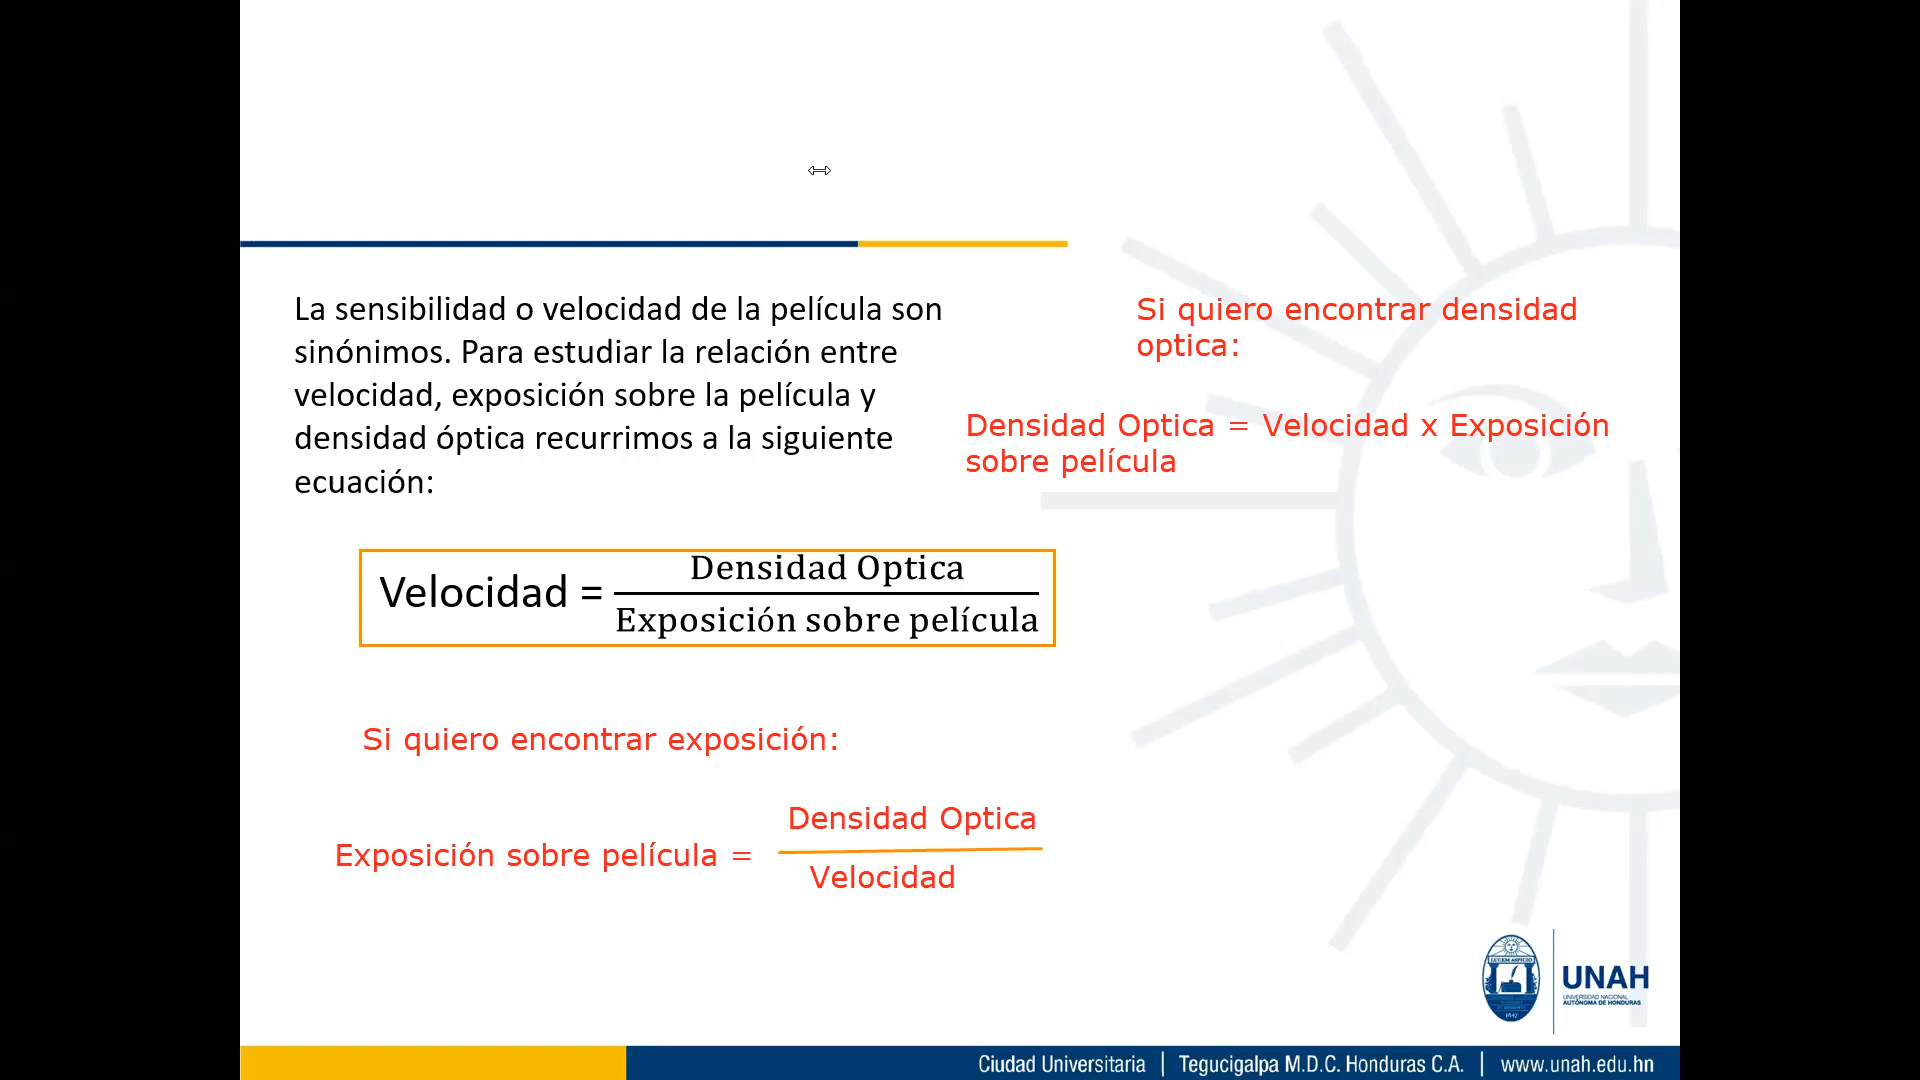 La sensibilidad o velocidad de la película son
sinónimos. Para estudiar la relación entre
velocidad, exposición sobre la película y
densidad óptica recurrimos a la siguiente
ecuación:
Si quiero encontrar densidad
optica:
Densidad Optica = Velocidad x Exposición
sobre película
Densidad Optica
Velocidad =
Exposición sobre película
Si quiero encontrar exposición:
Densidad Optica
Exposición sobre película =
Velocidad
LUCEM ASPICIO
1847
UNAH
UNIVERSIDAD NACIONAL
AUTÓNOMA DE HONDURAS
Ciudad Universitaria | Tegucigalpa M.D.C. Honduras C.A. | www.unah.edu.hn